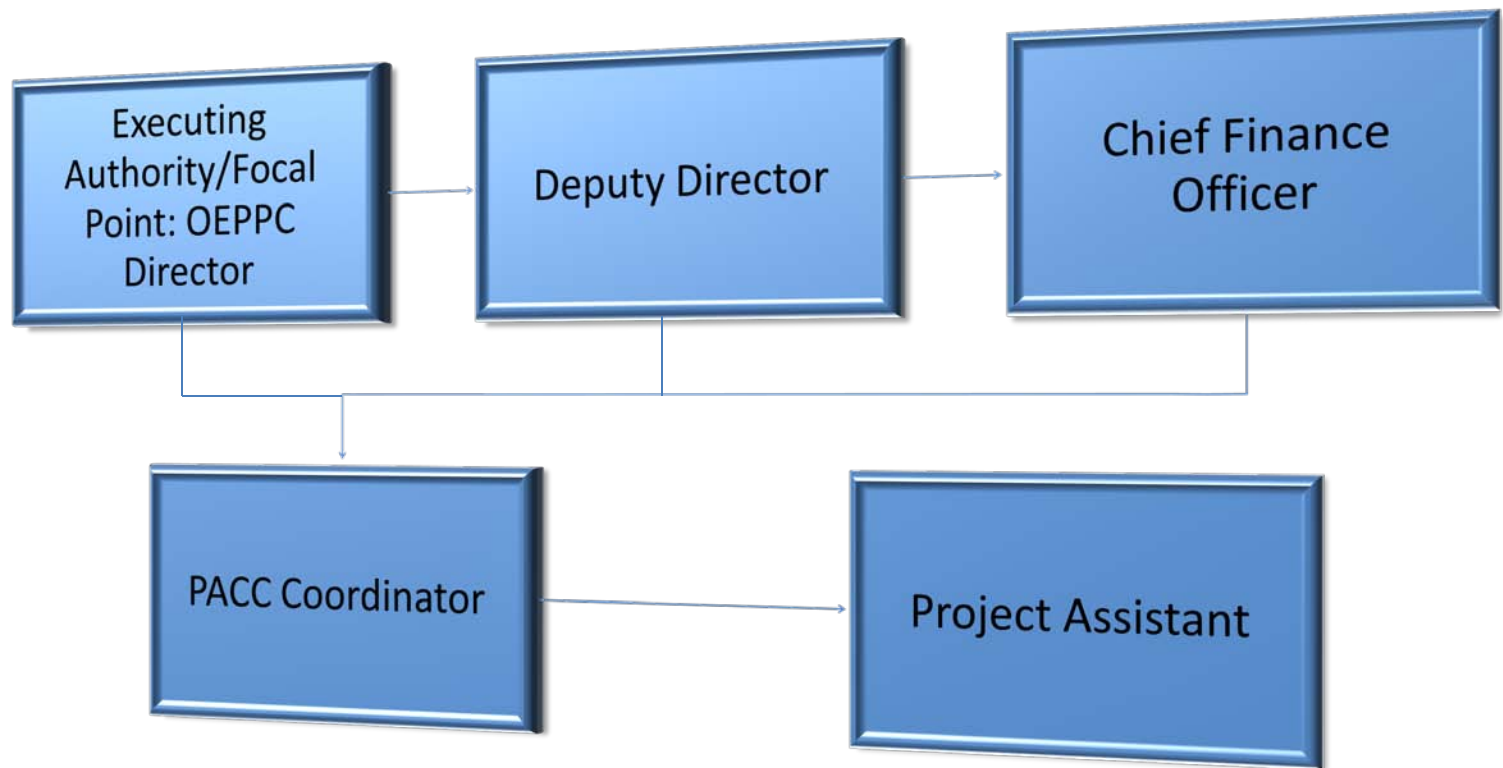 Executing
Authority/Focal
Point: OEPPC
Director
Deputy Director
Chief Finance
Officer
PACC Coordinator
Project Assistant